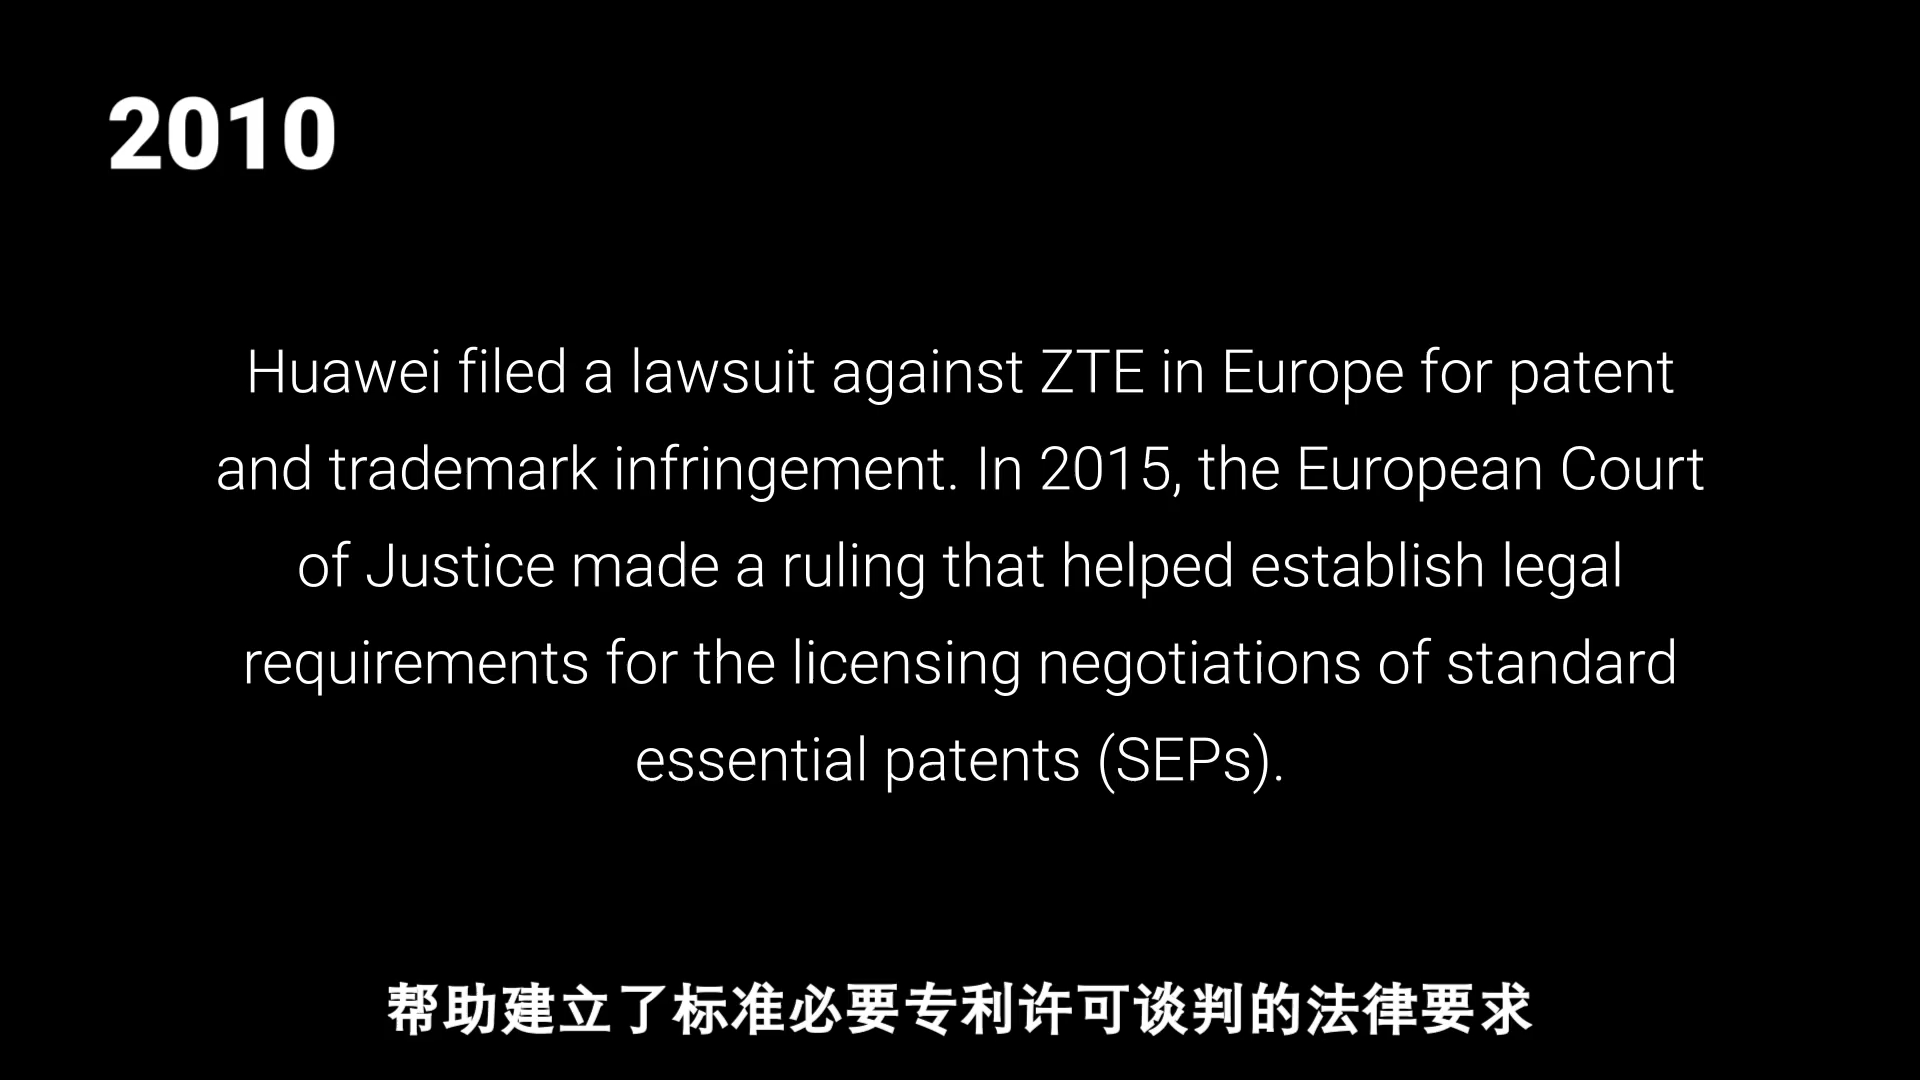 2010
Huawei filed a lawsuit against ZTE in Europe for patent
and trademark infringement. In 2015, the European Court
of Justice made a ruling that helped establish legal
requirements for the licensing negotiations of standard
essential patents (SEPs).
帮助建立了标准必要专利许可谈判的法律要求